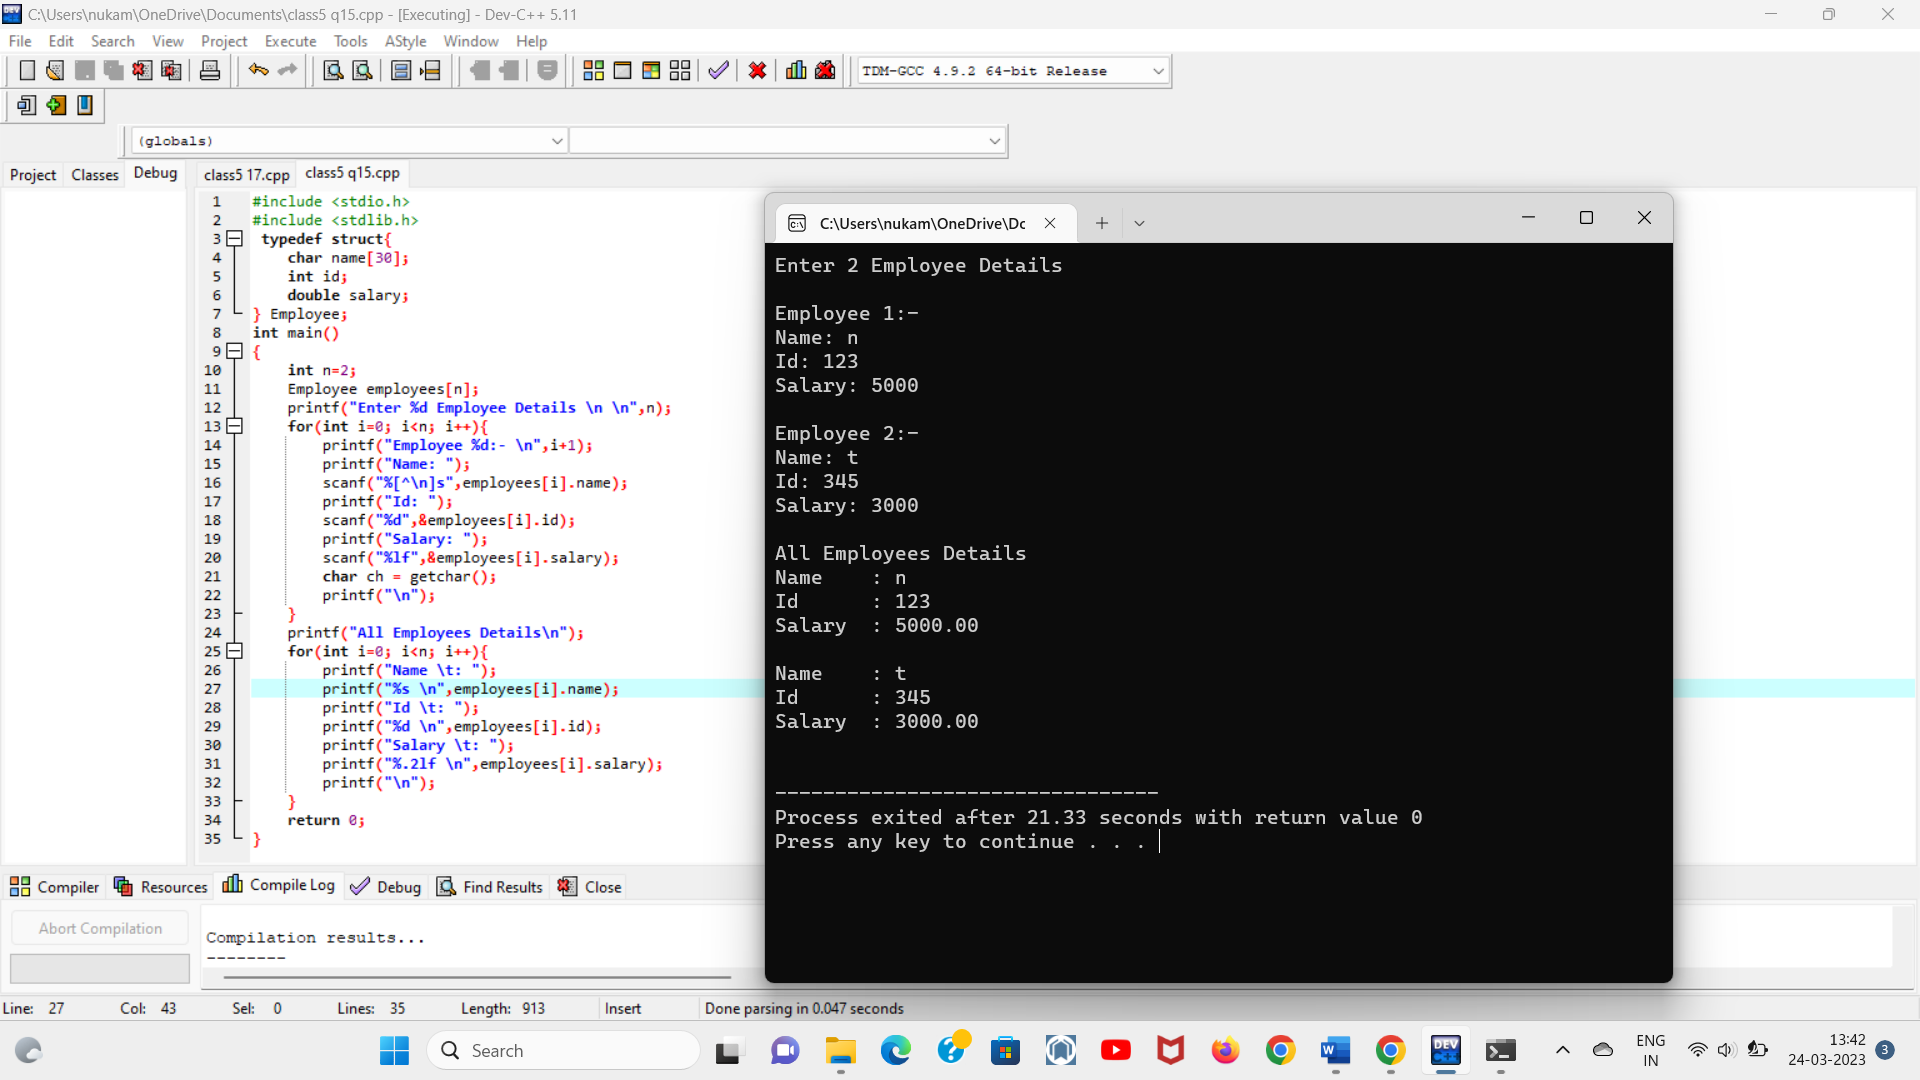 C:\Users\nukam\OneDrive\Documents\class5 q15.cpp - [Executing] - Dev-C++ 5.11
File Edit Search View Project Execute Tools AStyle Window Help
TDM-GCC 4.9.2 64-bit Release
(globals)
Project Classes Debug class5 17.cpp class5 q15.cpp
1 #include <stdio.h>
2 #include <stdlib.h>
3 typedef struct{
4 char name[30];
5 int id;
6 double salary;
7 } Employee;
8 int main()
9 {
10 int n=2;
11 Employee employees[n];
12 printf("Enter %d Employee Details \n \n",n);
13 for(int i=0; i<n; i++){
14 printf("Employee %d:- \n",i+1);
15 printf("Name: ");
16 scanf("%[^\n]s",employees[i].name);
17 printf("Id: ");
18 scanf("%d",&employees[i].id);
19 printf("Salary: ");
20 scanf("%lf",&employees[i].salary);
21 char ch = getchar();
22 printf("\n");
23 }
24 printf("All Employees Details\n");
25 for(int i=0; i<n; i++){
26 printf("Name \t: ");
27 printf("%s \n",employees[i].name);
28 printf("Id \t: ");
29 printf("%d \n",employees[i].id);
30 printf("Salary \t: ");
31 printf("%.2lf \n",employees[i].salary);
32 printf("\n");
33 }
34 return 0;
35 }
C:\Users\nukam\OneDrive\Dc
Enter 2 Employee Details
Employee 1:-
Name: n
Id: 123
Salary: 5000
Employee 2:-
Name: t
Id: 345
Salary: 3000
All Employees Details
Name : n
Id : 123
Salary : 5000.00
Name : t
Id : 345
Salary : 3000.00
--------------------------------
Process exited after 21.33 seconds with return value 0
Press any key to continue . . .
Compiler Resources Compile Log Debug Find Results Close
Abort Compilation
Compilation results...
--------
Line: 27 Col: 43 Sel: 0 Lines: 35 Length: 913 Insert Done parsing in 0.047 seconds
Search
DEV C++
ENG
IN
13:42
24-03-2023
3